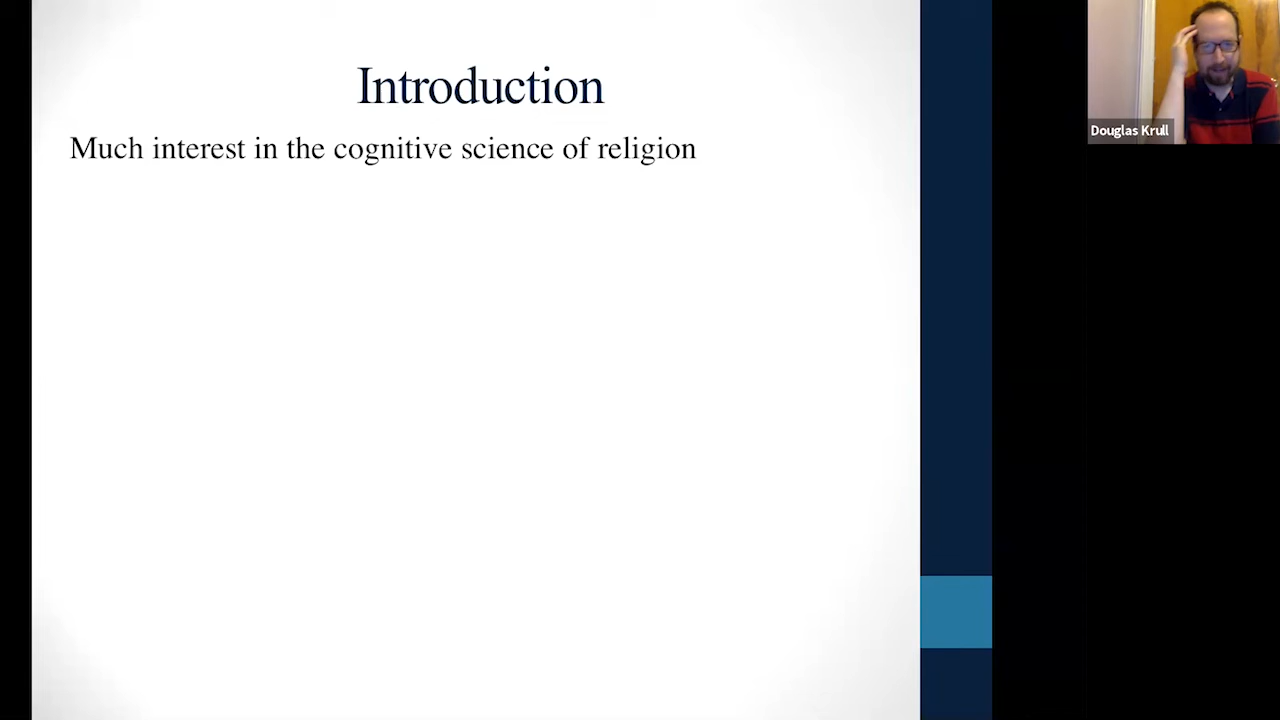 Introduction
Much interest in the cognitive science of religion
Douglas Krull